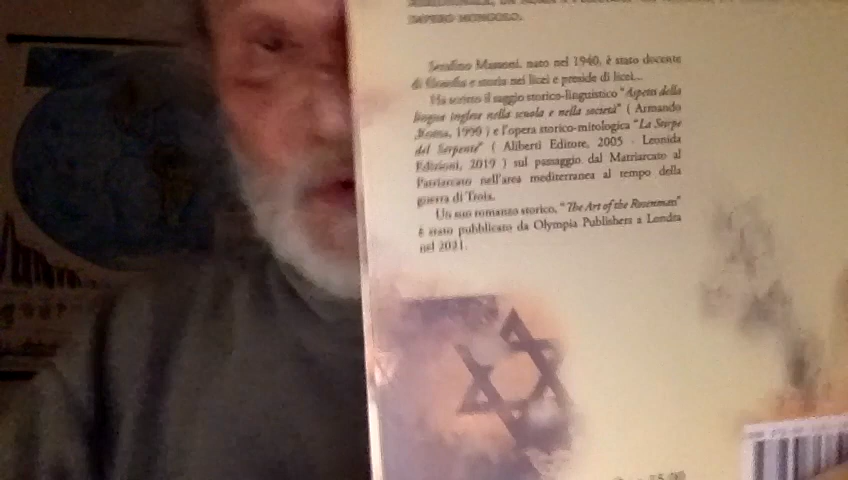 IMPERO MONGOLO.
Serafino Massoni, nato nel 1940, è stato docente
di filosofia e storia nei licei e preside di licei...
Ha scritto il saggio storico-linguistico "Aspetti della
lingua inglese nella scuola e nella società" ( Armando
Roma, 1990 ) e l'opera storico-mitologica "La Stirpe
del Serpente" ( Aliberti Editore, 2005 - Leonida
Edizioni, 2019 ) sul passaggio dal Matriarcato al
Patriarcato nell'area mediterranea al tempo della
guerra di Troia.
Un suo romanzo storico, "The Art of the Rosenman"
è stato pubblicato da Olympia Publishers a Londra
nel 2021.